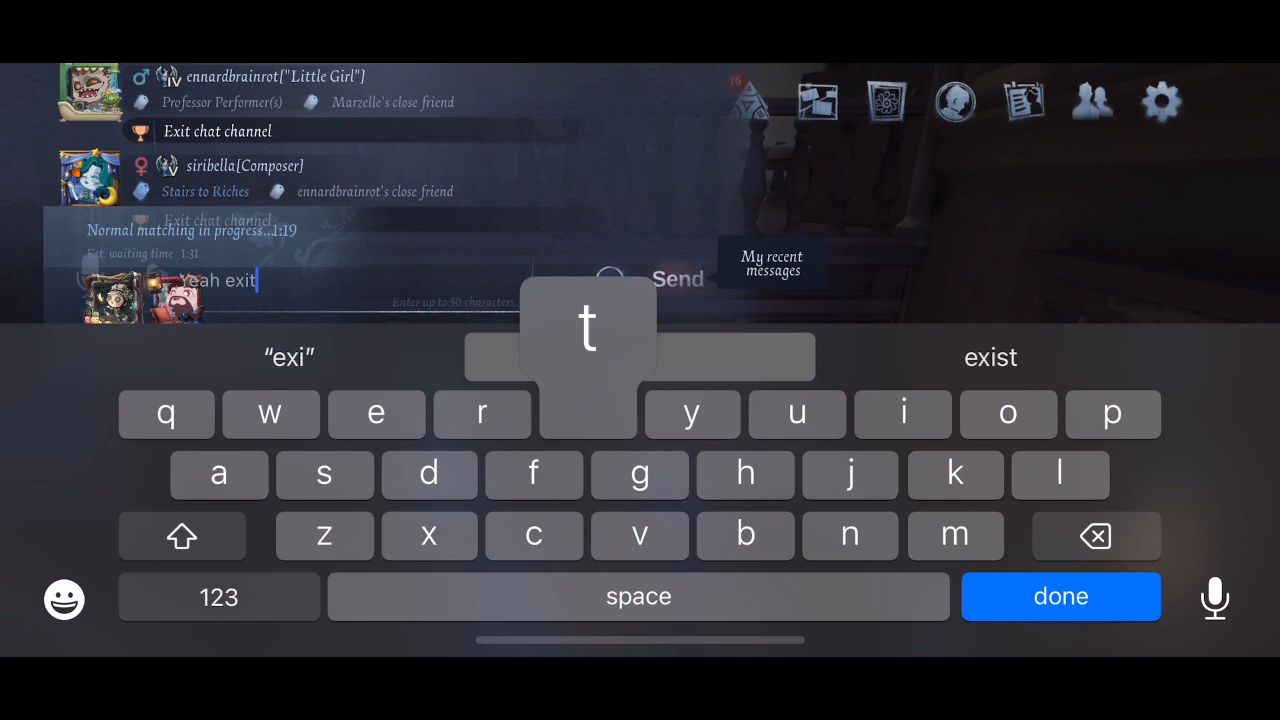 16
IV ennardbrainrot["Little Girl"]
Professor Performer(s) Marzelle's close friend
Exit chat channel
V siribella[Composer]
Stairs to Riches ennardbrainrot's close friend
Exit chat channel
Normal matching in progress...1:19
Est. waiting time 1:31
Yeah exit
Send
My recent
messages
Enter up to 50 characters.
“exi” exist
t
q w e r y u i o p
a s d f g h j k l
z x c v b n m
123 space done